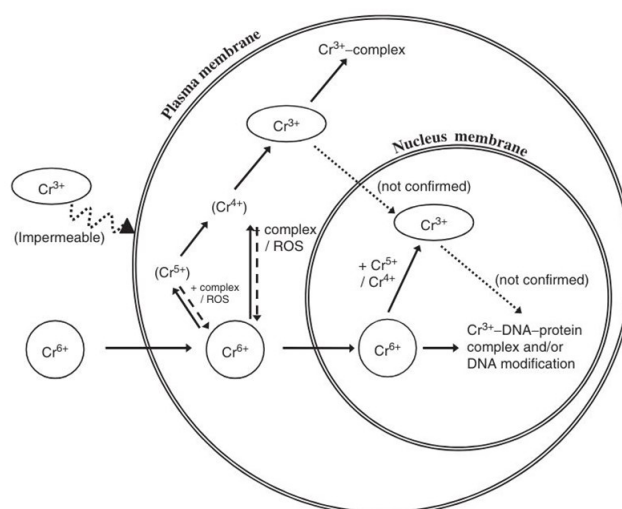 Cr³⁺–complex
Plasma membrane
Cr³⁺
Nucleus membrane
Cr³⁺
(not confirmed)
(Impermeable)
(Cr⁴⁺)
Cr³⁺
+ complex
/ ROS
(Cr⁵⁺)
+ complex
/ ROS
+ Cr⁵⁺
/ Cr⁴⁺
(not confirmed)
Cr⁶⁺
Cr⁶⁺
Cr⁶⁺
Cr³⁺–DNA–protein
complex and/or
DNA modification